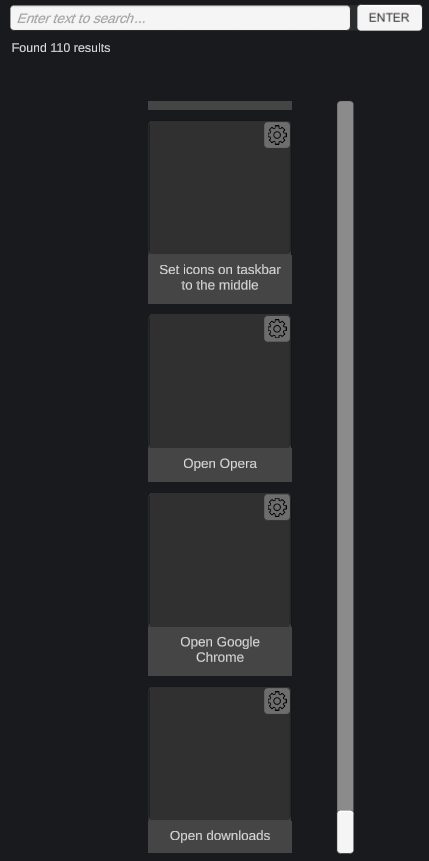 Enter text to search...
ENTER
Found 110 results
Set icons on taskbar
to the middle
Open Opera
Open Google
Chrome
Open downloads